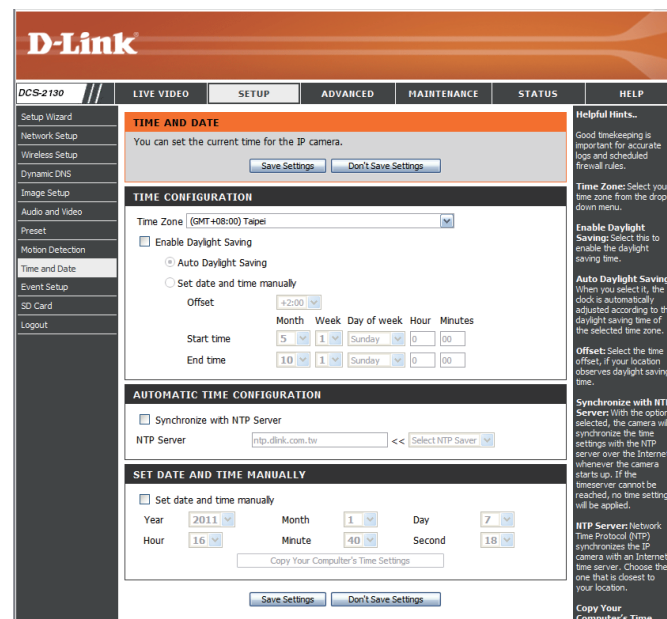 D-Link
DCS-2130
LIVE VIDEO
SETUP
ADVANCED
MAINTENANCE
STATUS
HELP
Setup Wizard
Network Setup
Wireless Setup
Dynamic DNS
Image Setup
Audio and Video
Preset
Motion Detection
Time and Date
Event Setup
SD Card
Logout
TIME AND DATE
You can set the current time for the IP camera.
Save Settings Don't Save Settings
TIME CONFIGURATION
Time Zone (GMT+08:00) Taipei
Enable Daylight Saving
Auto Daylight Saving
Set date and time manually
Offset +2:00
Month Week Day of week Hour Minutes
Start time 5 1 Sunday 0 00
End time 10 1 Sunday 0 00
AUTOMATIC TIME CONFIGURATION
Synchronize with NTP Server
NTP Server ntp.dlink.com.tw << Select NTP Saver
SET DATE AND TIME MANUALLY
Set date and time manually
Year 2011 Month 1 Day 7
Hour 16 Minute 40 Second 18
Copy Your Compulter's Time Settings
Save Settings Don't Save Settings
Helpful Hints..
Good timekeeping is
important for accurate
logs and scheduled
firewall rules.
Time Zone: Select you
time zone from the drop
down menu.
Enable Daylight
Saving: Select this to
enable the daylight
saving time.
Auto Daylight Saving
When you select it, the
clock is automatically
adjusted according to th
daylight saving time of
the selected time zone.
Offset: Select the time
offset, if your location
observes daylight saving
time.
Synchronize with NT
Server: With the option
selected, the camera wil
synchronize the time
settings with the NTP
server over the Internet
whenever the camera
starts up. If the
timeserver cannot be
reached, no time setting
will be applied.
NTP Server: Network
Time Protocol (NTP)
synchronizes the IP
camera with an Internet
time server. Choose the
one that is closest to
your location.
Copy Your
Computer's Time